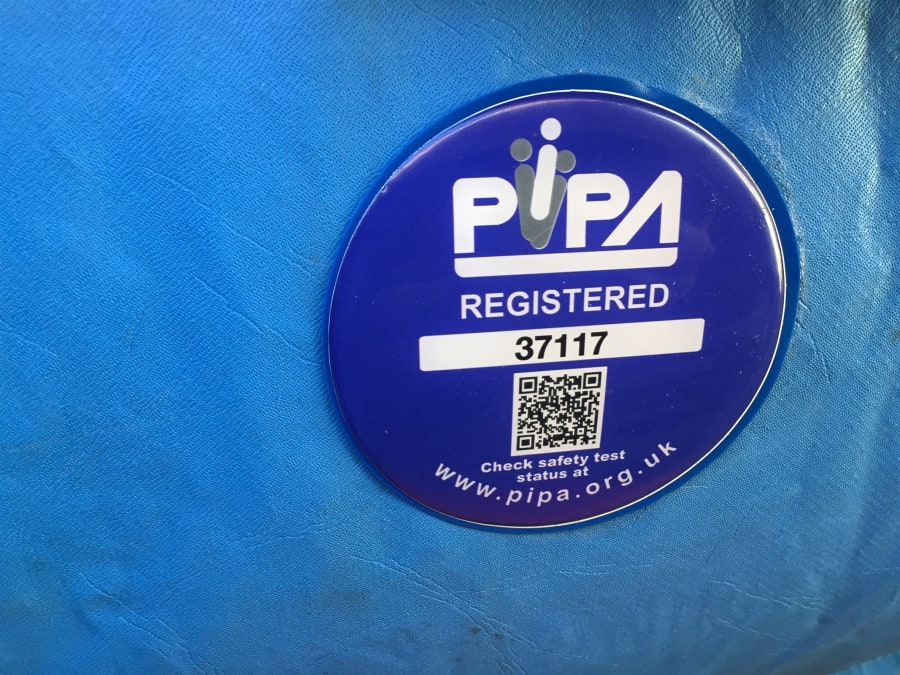 PIPA
REGISTERED
37117
Check safety test
status at
www.pipa.org.uk